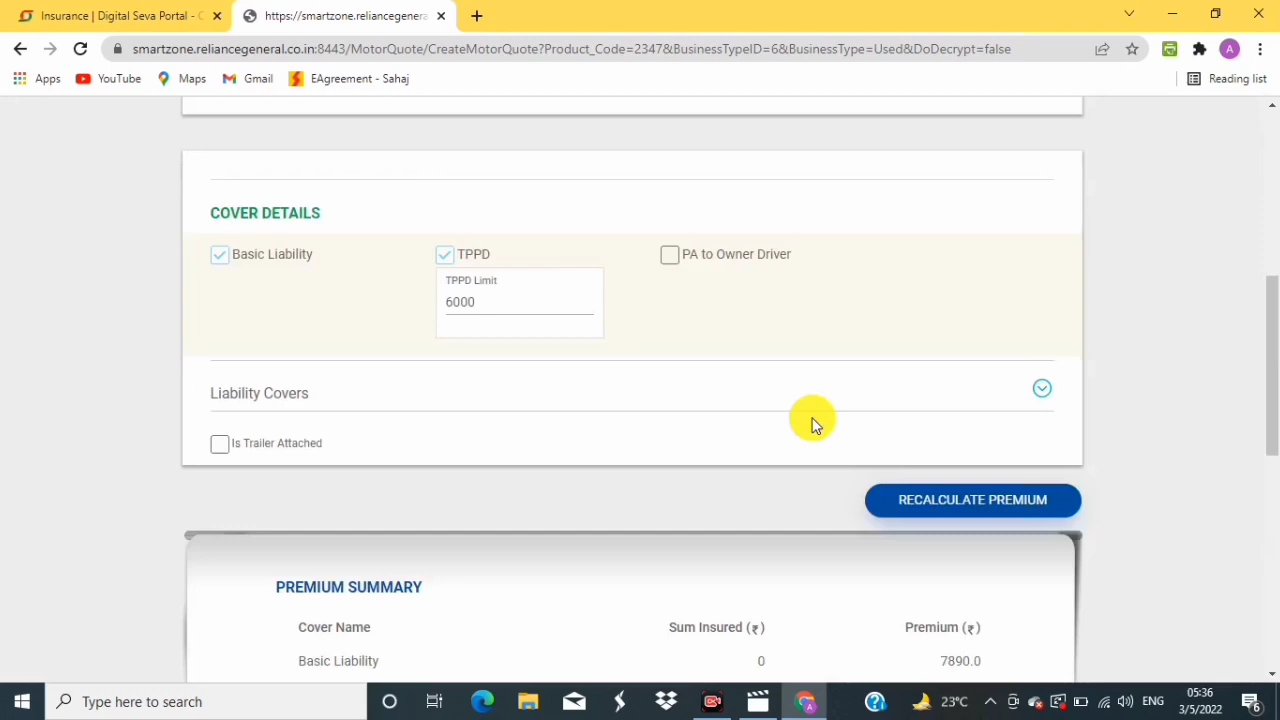 Insurance | Digital Seva Portal - C
https://smartzone.reliancegenera
smartzone.reliancegeneral.co.in:8443/MotorQuote/CreateMotorQuote?Product_Code=2347&BusinessTypeID=6&BusinessType=Used&DoDecrypt=false
A
Apps
YouTube
Maps
Gmail
EAgreement - Sahaj
Reading list
COVER DETAILS
Basic Liability
TPPD
PA to Owner Driver
TPPD Limit
6000
Liability Covers
Is Trailer Attached
RECALCULATE PREMIUM
PREMIUM SUMMARY
Cover Name
Sum Insured (₹)
Premium (₹)
Basic Liability
0
7890.0
Type here to search
23°C
ENG
05:36
3/5/2022
6